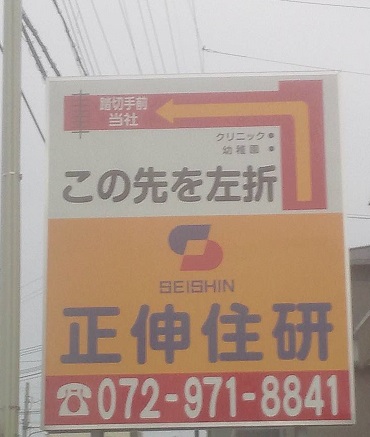 踏切手前
当社
クリニック●
幼稚園●
この先を左折
SEISHIN
正伸住研
☎072-971-8841